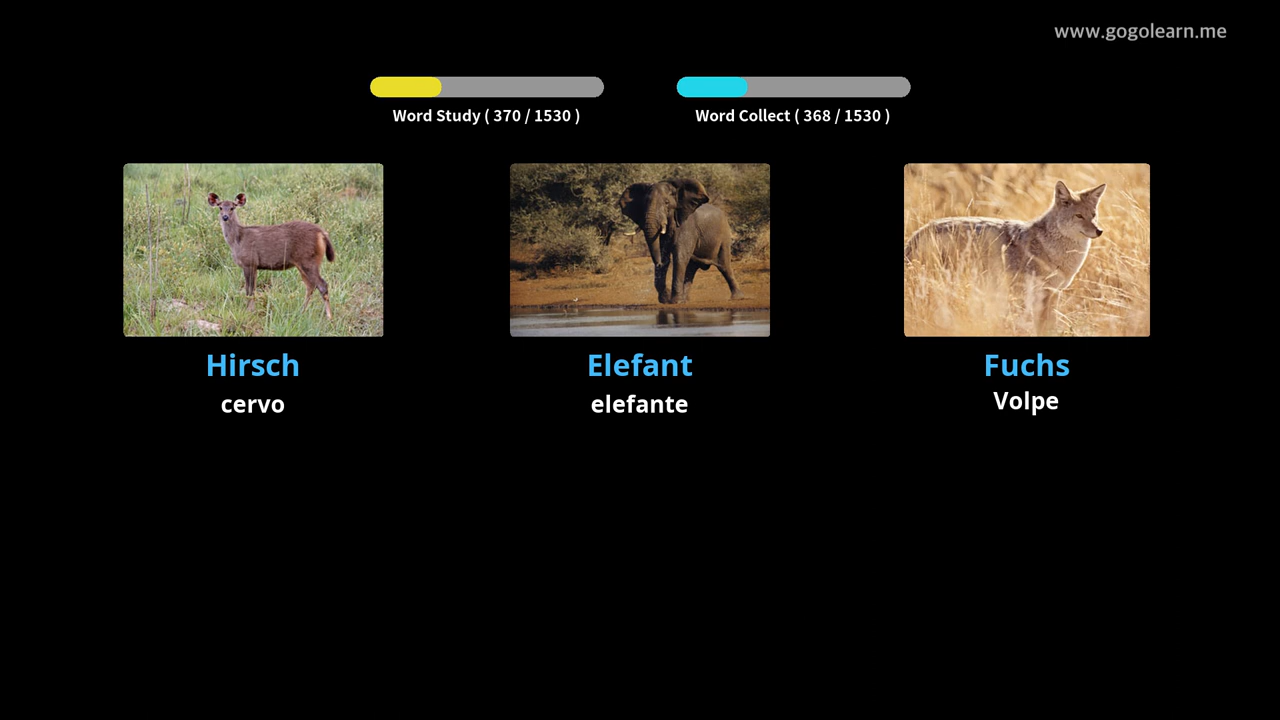 www.gogolearn.me
Word Study ( 370 / 1530 )
Word Collect ( 368 / 1530 )
Hirsch
cervo
Elefant
elefante
Fuchs
Volpe